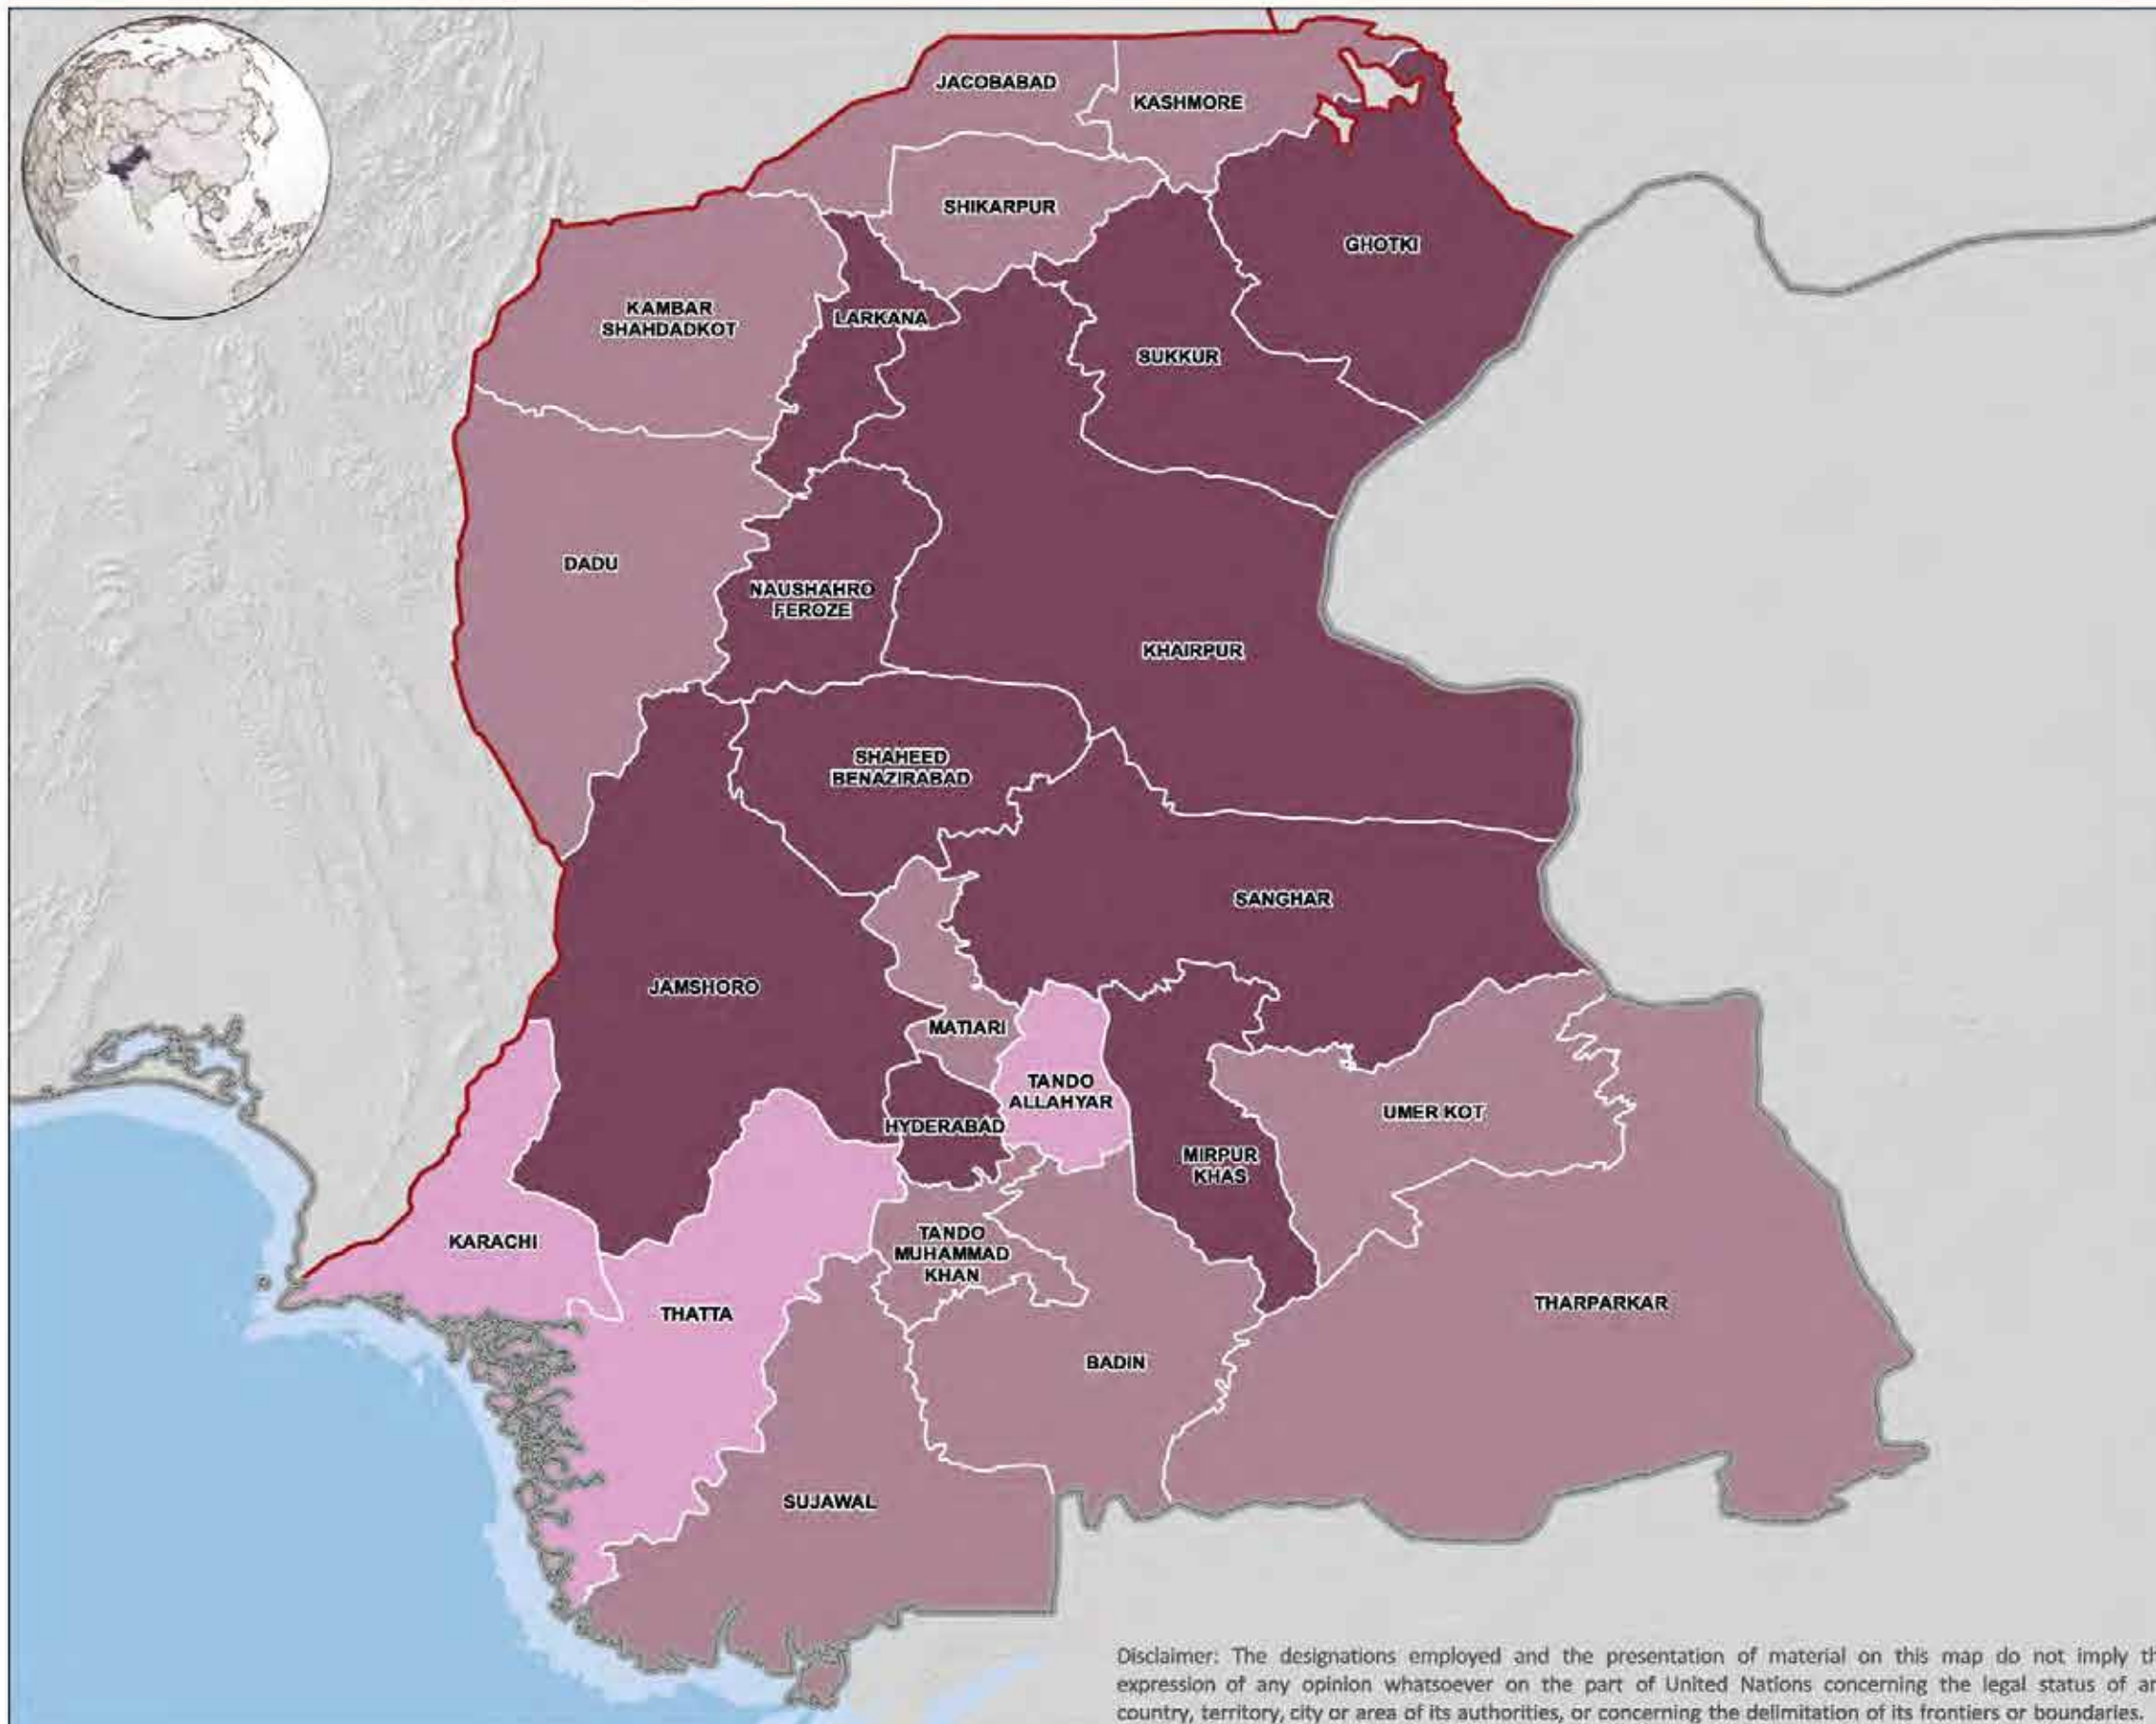 JACOBABAD
KASHMORE
SHIKARPUR
GHOTKI
KAMBAR
SHAHDADKOT
LARKANA
SUKKUR
DADU
NAUSHAHRO
FEROZE
KHAIRPUR
SHAHEED
BENAZIRABAD
SANGHAR
JAMSHORO
MATIARI
TANDO
ALLAHYAR
UMER KOT
HYDERABAD
MIRPUR
KHAS
KARACHI
TANDO
MUHAMMAD
KHAN
THATTA
THARPARKAR
BADIN
SUJAWAL
Disclaimer: The designations employed and the presentation of material on this map do not imply th
expression of any opinion whatsoever on the part of United Nations concerning the legal status of an
country, territory, city or area of its authorities, or concerning the delimitation of its frontiers or boundaries.